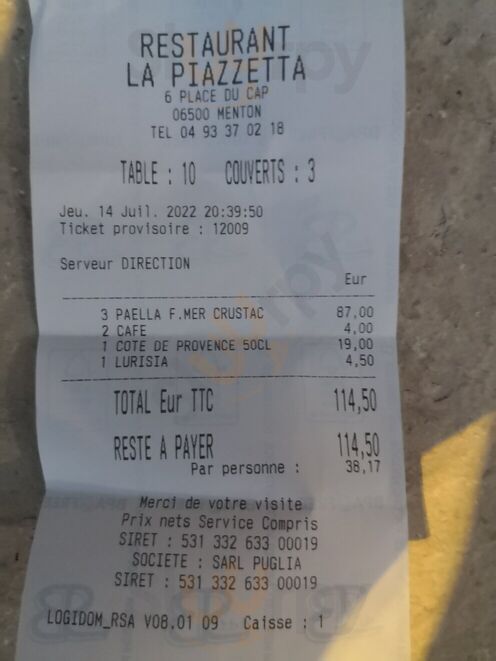 RESTAURANT
LA PIAZZETTA
6 PLACE DU CAP
06500 MENTON
TEL 04 93 37 02 18
TABLE : 10 COUVERTS : 3
Jeu. 14 Juil. 2022 20:39:50
Ticket provisoire : 12009
Serveur DIRECTION
Eur
3 PAELLA F.MER CRUSTAC 87,00
2 CAFE 4,00
1 COTE DE PROVENCE 50CL 19,00
1 LURISIA 4,50
TOTAL Eur TTC 114,50
RESTE A PAYER 114,50
Par personne : 38,17
Merci de votre visite
Prix nets Service Compris
SIRET : 531 332 633 00019
SOCIETE : SARL PUGLIA
SIRET : 531 332 633 00019
LOGIDOM_RSA V08.01 09 Caisse : 1